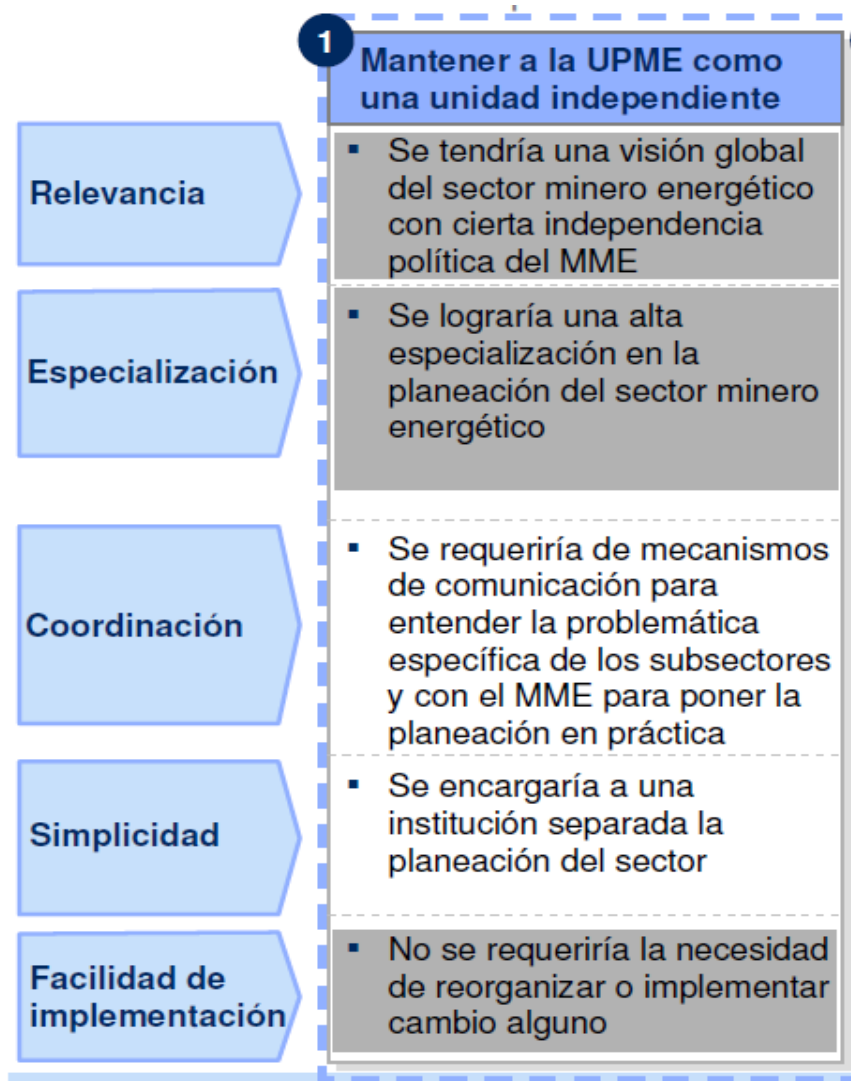 1
Mantener a la UPME como
una unidad independiente
Relevancia
▪ Se tendría una visión global
del sector minero energético
con cierta independencia
política del MME
Especialización
▪ Se lograría una alta
especialización en la
planeación del sector minero
energético
Coordinación
▪ Se requeriría de mecanismos
de comunicación para
entender la problemática
específica de los subsectores
y con el MME para poner la
planeación en práctica
Simplicidad
▪ Se encargaría a una
institución separada la
planeación del sector
Facilidad de
implementación
▪ No se requeriría la necesidad
de reorganizar o implementar
cambio alguno